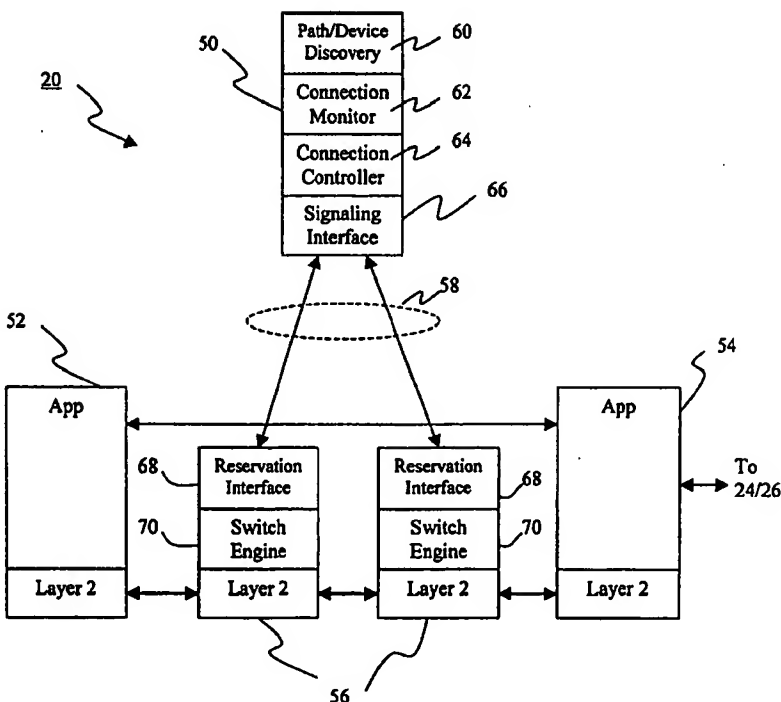 Path/Device
Discovery
60
50
20
Connection
Monitor
62
Connection
Controller
64
66
Signaling
Interface
58
52
54
App
App
68
Reservation
Interface
Reservation
Interface
68
To
24/26
70
Switch
Engine
Switch
Engine
70
Layer 2
Layer 2
Layer 2
Layer 2
56